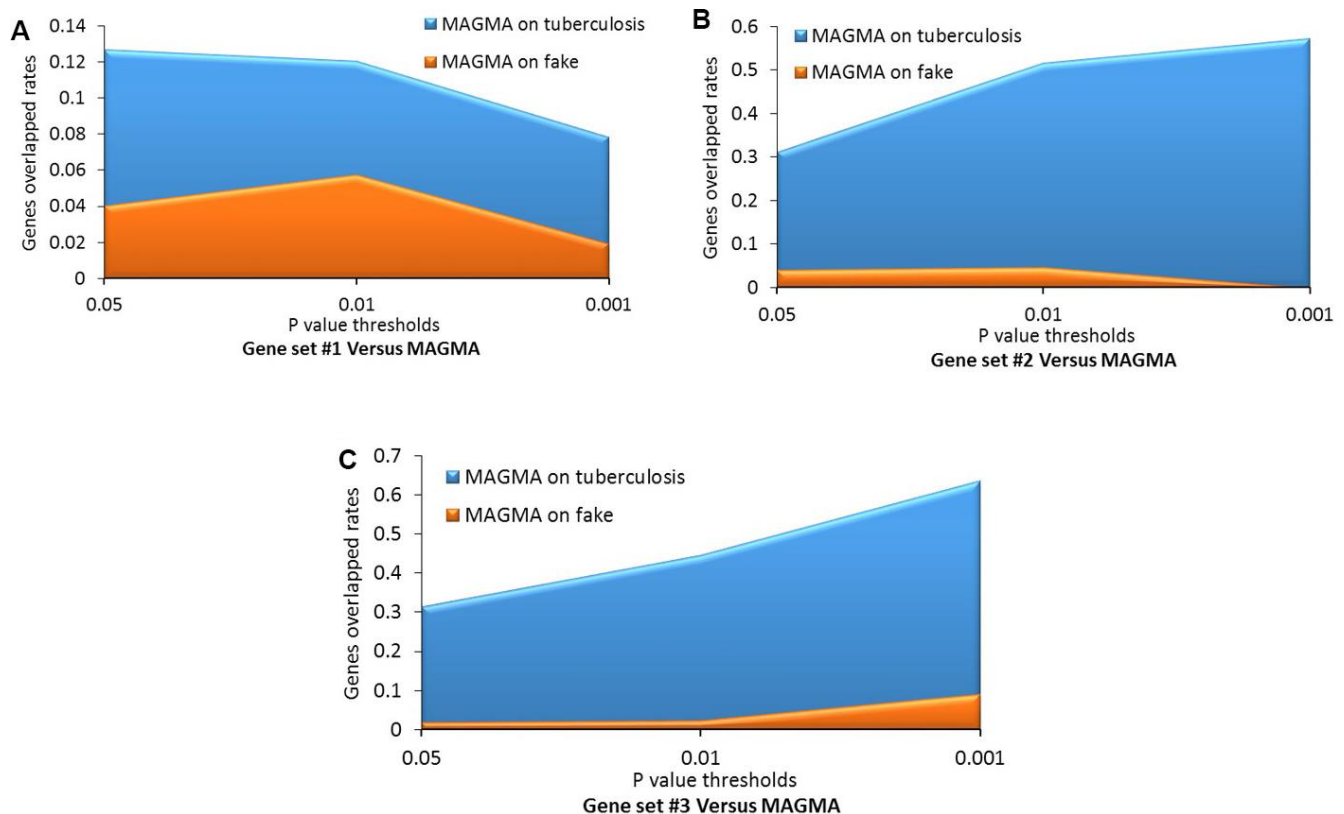 A
0.14
0.12
0.1
0.08
0.06
0.04
0.02
0
Genes overlapped rates
MAGMA on tuberculosis
MAGMA on fake
0.05
0.01
0.001
P value thresholds
Gene set #1 Versus MAGMA
B
0.6
0.5
0.4
0.3
0.2
0.1
0
Genes overlapped rates
MAGMA on tuberculosis
MAGMA on fake
0.05
0.01
0.001
P value thresholds
Gene set #2 Versus MAGMA
C
0.7
0.6
0.5
0.4
0.3
0.2
0.1
0
Genes overlapped rates
MAGMA on tuberculosis
MAGMA on fake
0.05
0.01
0.001
P value thresholds
Gene set #3 Versus MAGMA